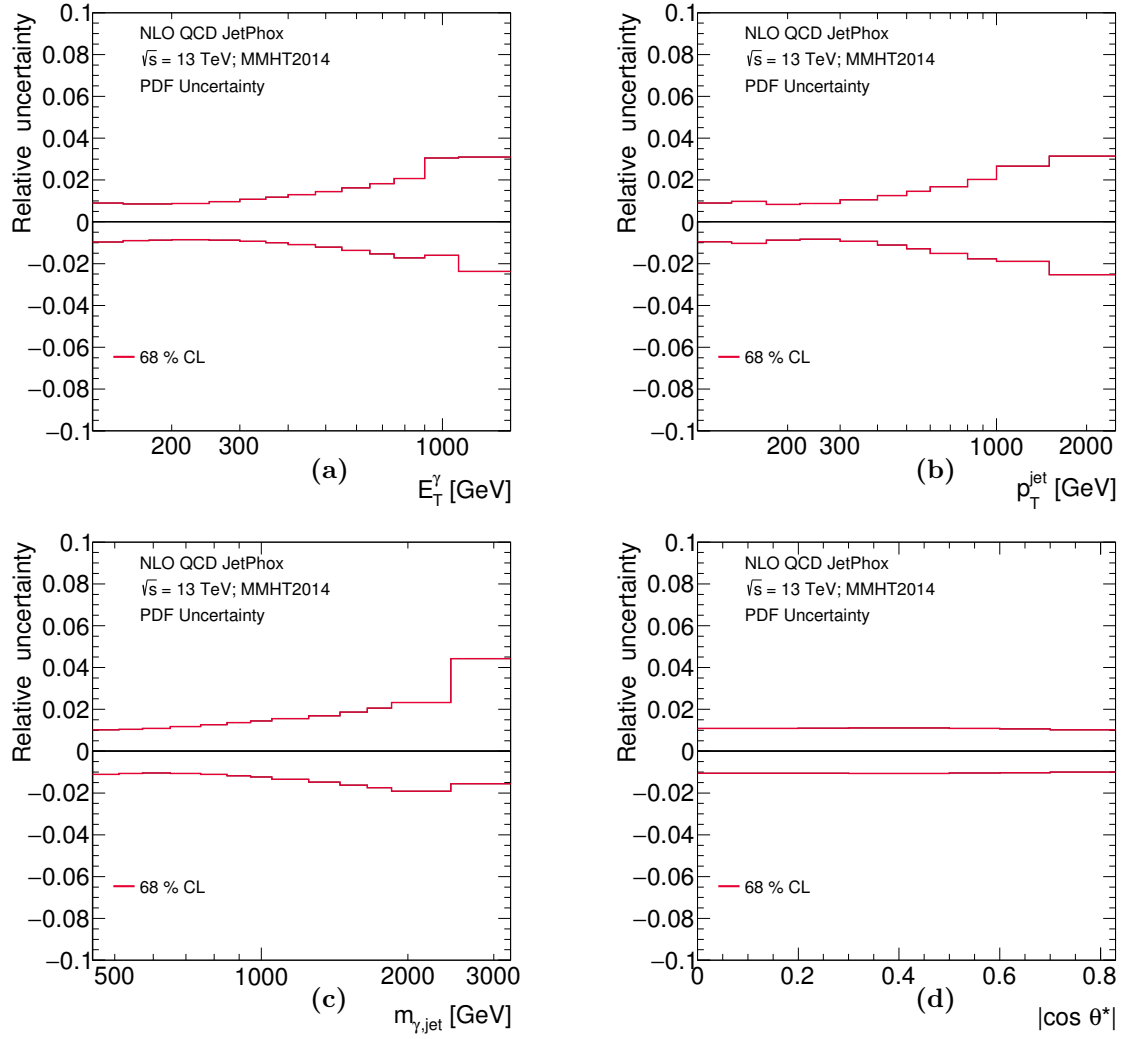 Relative uncertainty
0.1
0.08
0.06
0.04
0.02
0
−0.02
−0.04
−0.06
−0.08
−0.1
NLO QCD JetPhox
√s = 13 TeV; MMHT2014
PDF Uncertainty
68 % CL
200 300 1000
(a)
E_T^γ [GeV]
Relative uncertainty
0.1
0.08
0.06
0.04
0.02
0
−0.02
−0.04
−0.06
−0.08
−0.1
NLO QCD JetPhox
√s = 13 TeV; MMHT2014
PDF Uncertainty
68 % CL
200 300 1000 2000
(b)
p_T^jet [GeV]
Relative uncertainty
0.1
0.08
0.06
0.04
0.02
0
−0.02
−0.04
−0.06
−0.08
−0.1
NLO QCD JetPhox
√s = 13 TeV; MMHT2014
PDF Uncertainty
68 % CL
500 1000 2000 3000
(c)
m_γ,jet [GeV]
Relative uncertainty
0.1
0.08
0.06
0.04
0.02
0
−0.02
−0.04
−0.06
−0.08
−0.1
NLO QCD JetPhox
√s = 13 TeV; MMHT2014
PDF Uncertainty
68 % CL
0 0.2 0.4 0.6 0.8
(d)
|cos θ*|